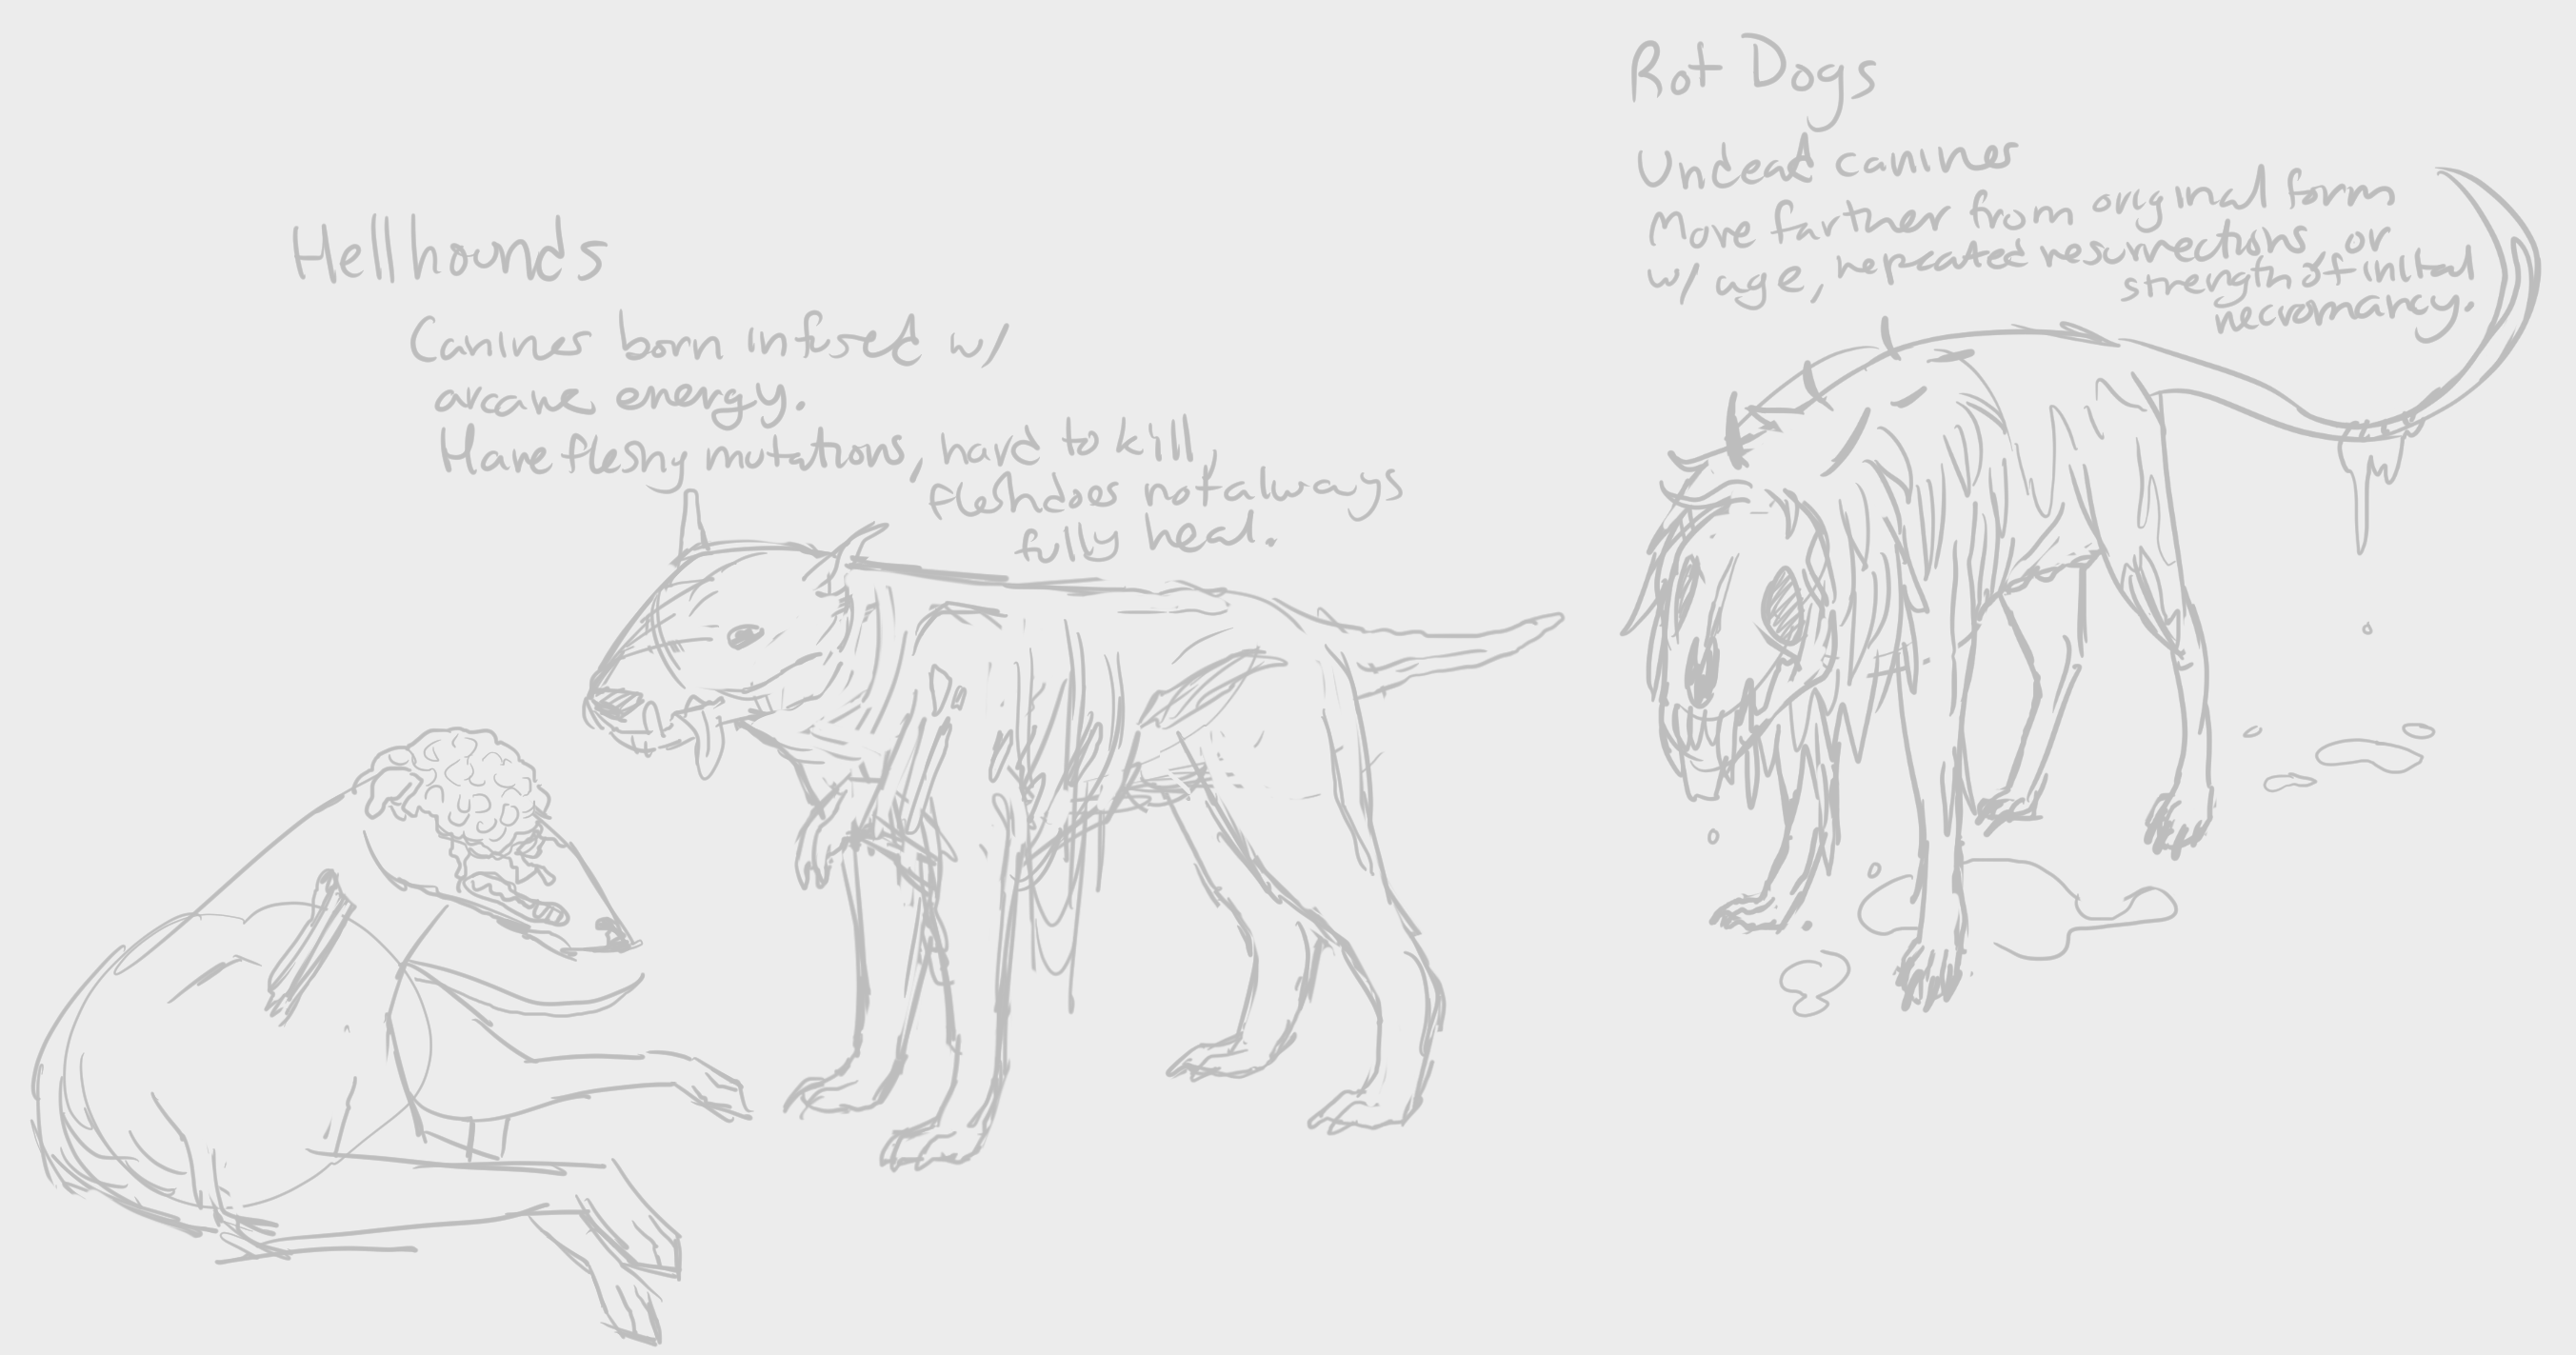 Hellhounds
Canines born infused w/
arcane energy.
Have fleshy mutations, hard to kill,
flesh does not always
fully heal.
Rot Dogs
Undead canines
More farther from original form
w/ age, repeated resurrections, or
strength of initial
necromancy.